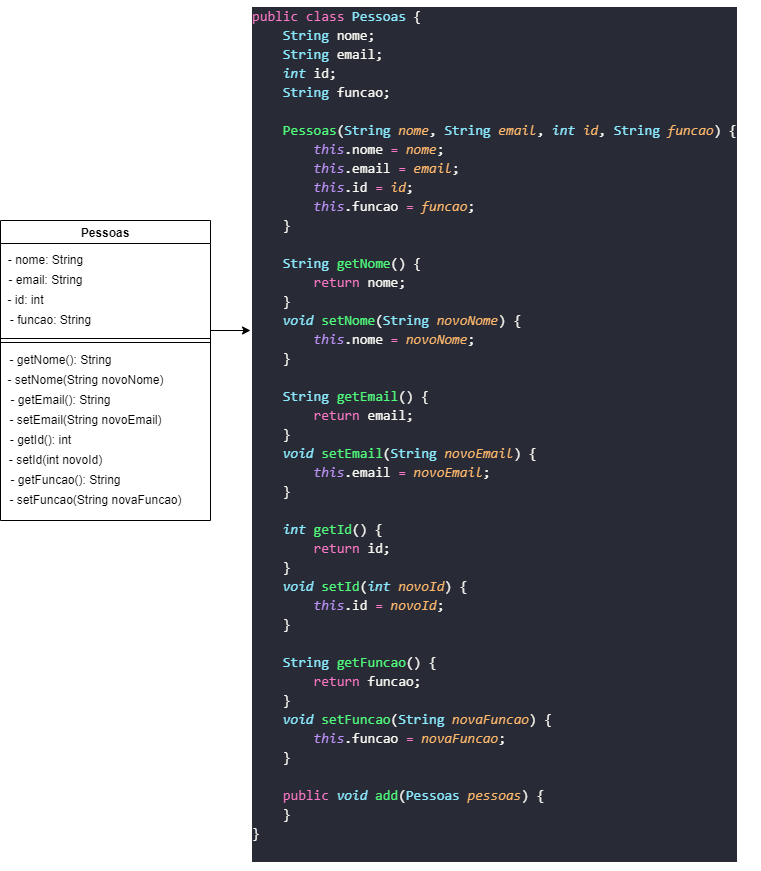 Pessoas
- nome: String
- email: String
- id: int
- funcao: String
- getNome(): String
- setNome(String novoNome)
- getEmail(): String
- setEmail(String novoEmail)
- getId(): int
- setId(int novoId)
- getFuncao(): String
- setFuncao(String novaFuncao)
public class Pessoas {
    String nome;
    String email;
    int id;
    String funcao;

    Pessoas(String nome, String email, int id, String funcao) {
        this.nome = nome;
        this.email = email;
        this.id = id;
        this.funcao = funcao;
    }

    String getNome() {
        return nome;
    }
    void setNome(String novoNome) {
        this.nome = novoNome;
    }

    String getEmail() {
        return email;
    }
    void setEmail(String novoEmail) {
        this.email = novoEmail;
    }

    int getId() {
        return id;
    }
    void setId(int novoId) {
        this.id = novoId;
    }

    String getFuncao() {
        return funcao;
    }
    void setFuncao(String novaFuncao) {
        this.funcao = novaFuncao;
    }

    public void add(Pessoas pessoas) {
    }
}